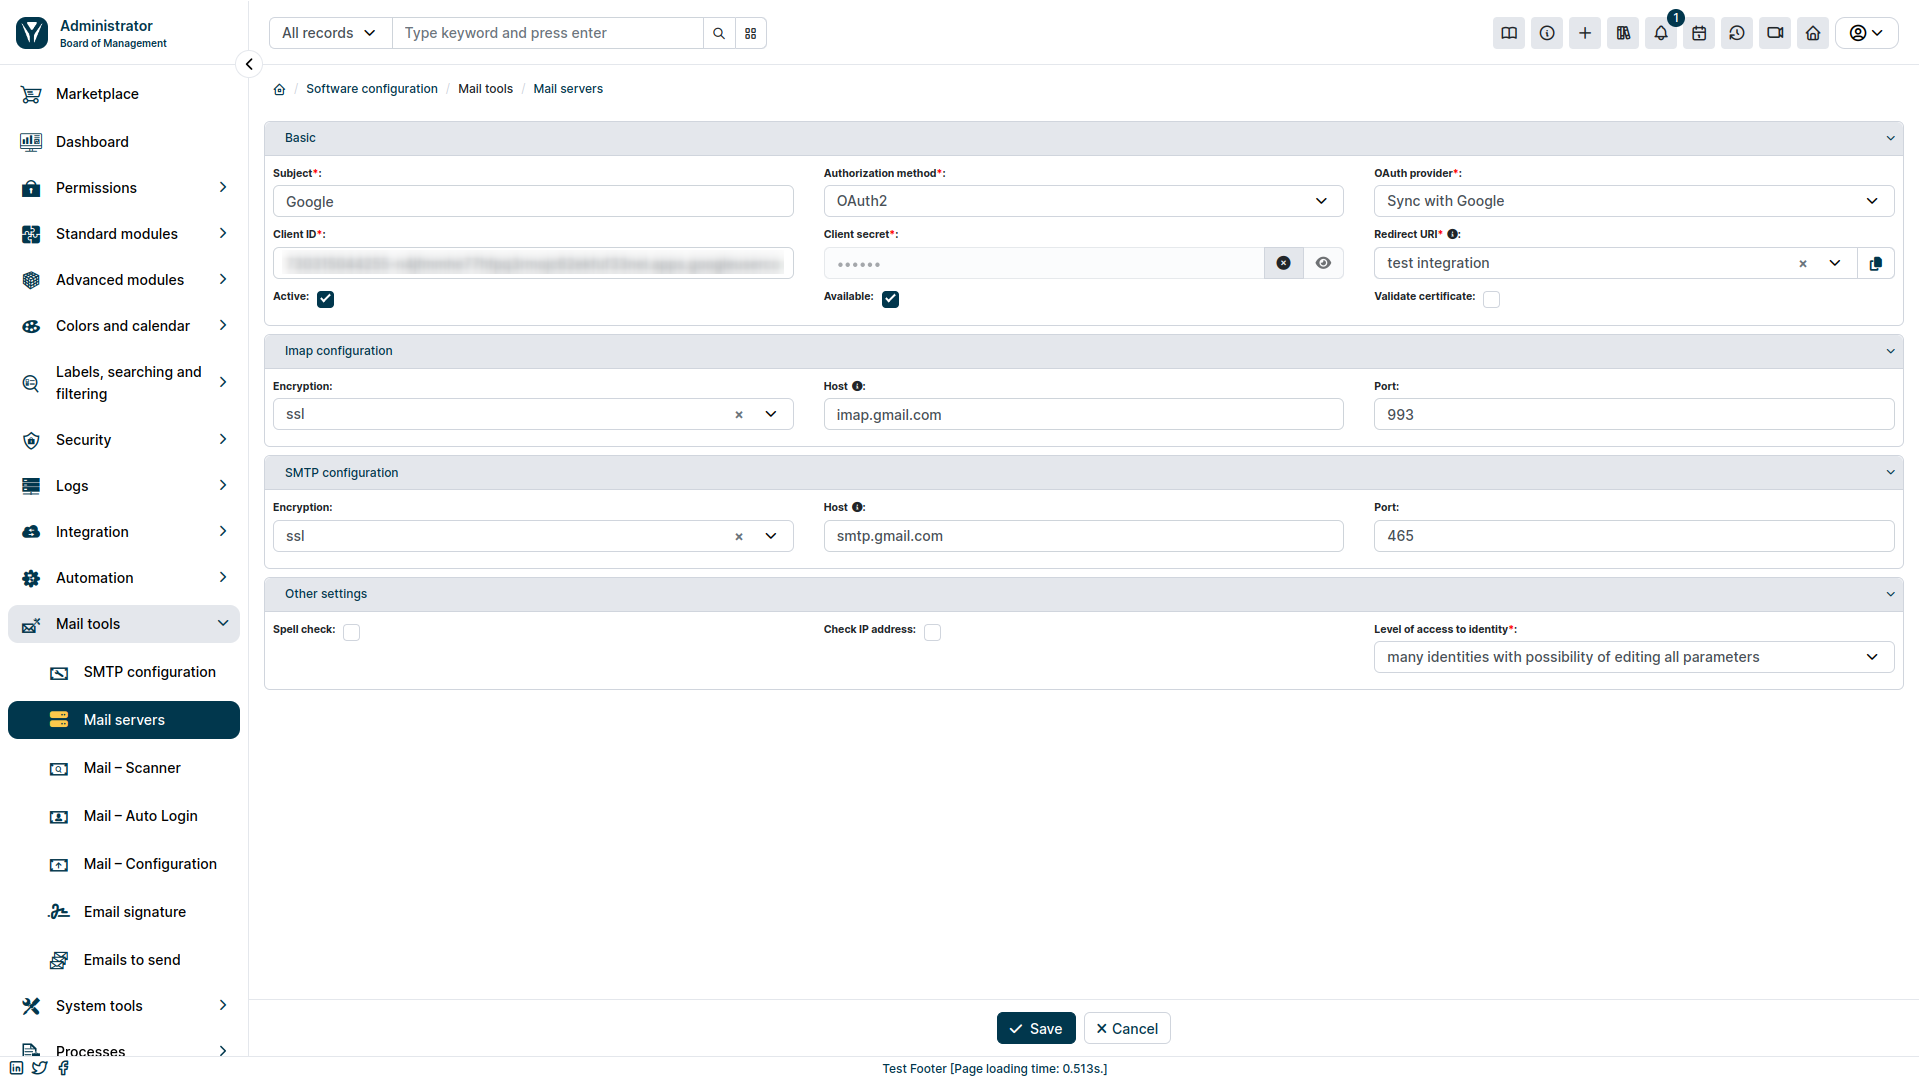 Administrator
Board of Management
All records
Type keyword and press enter
1
Marketplace
Dashboard
Permissions
Standard modules
Advanced modules
Colors and calendar
Labels, searching and
filtering
Security
Logs
Integration
Automation
Mail tools
SMTP configuration
Mail servers
Mail – Scanner
Mail – Auto Login
Mail – Configuration
Email signature
Emails to send
System tools
Processes
/ Software configuration / Mail tools / Mail servers
Basic
Subject*: Authorization method*: OAuth provider*:
Google OAuth2 Sync with Google
Client ID*: Client secret*: Redirect URI* :
•••••• test integration
Active: Available: Validate certificate:
Imap configuration
Encryption: Host : Port:
ssl imap.gmail.com 993
SMTP configuration
Encryption: Host : Port:
ssl smtp.gmail.com 465
Other settings
Spell check: Check IP address: Level of access to identity*:
many identities with possibility of editing all parameters
Save Cancel
Test Footer [Page loading time: 0.513s.]